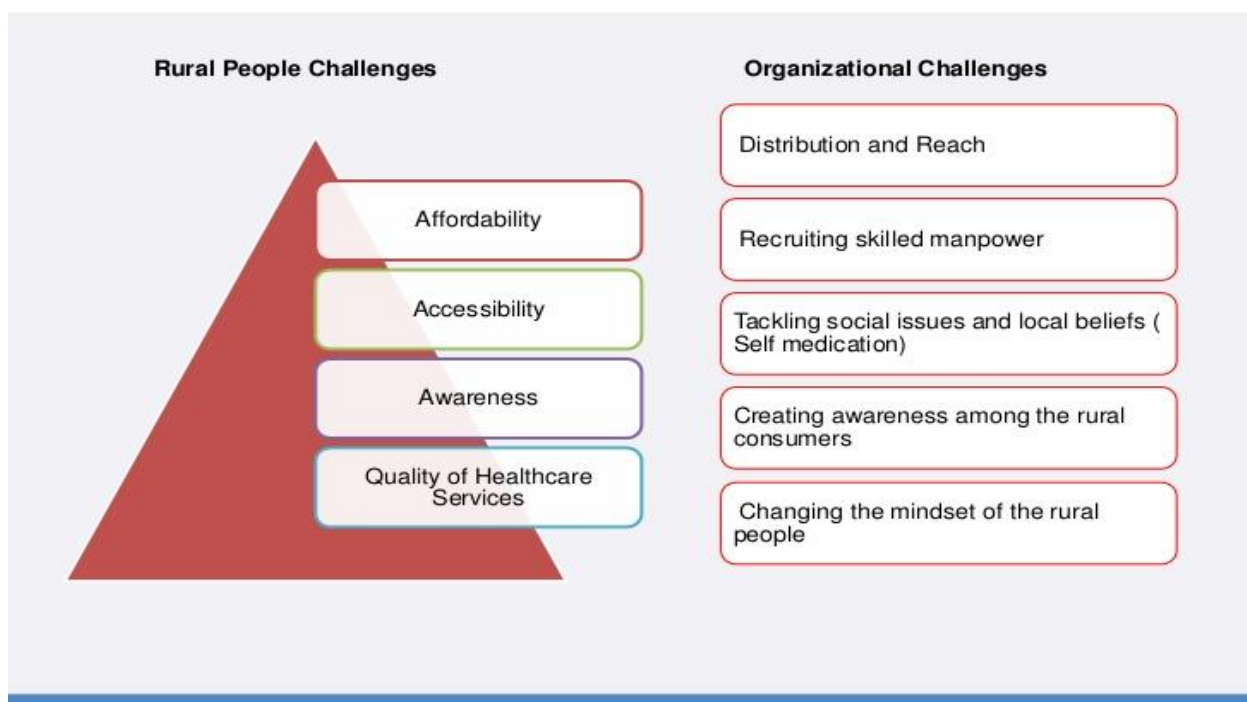 Rural People Challenges
Affordability
Accessibility
Awareness
Quality of Healthcare
Services
Organizational Challenges
Distribution and Reach
Recruiting skilled manpower
Tackling social issues and local beliefs (
Self medication)
Creating awareness among the rural
consumers
Changing the mindset of the rural
people